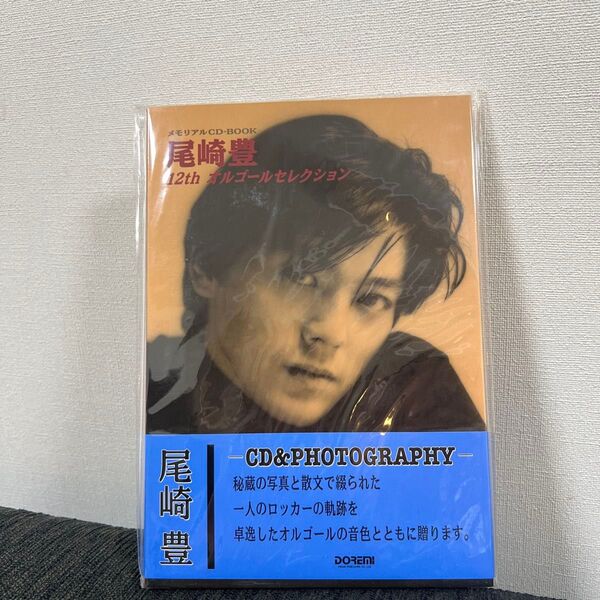 メモリアルCD-BOOK
尾崎豊
12th オルゴールセレクション
尾崎 豊
CD&PHOTOGRAPHY
秘蔵の写真と散文で綴られた
一人のロッカーの軌跡を
卓逸したオルゴールの音色とともに贈ります。
DOREMI